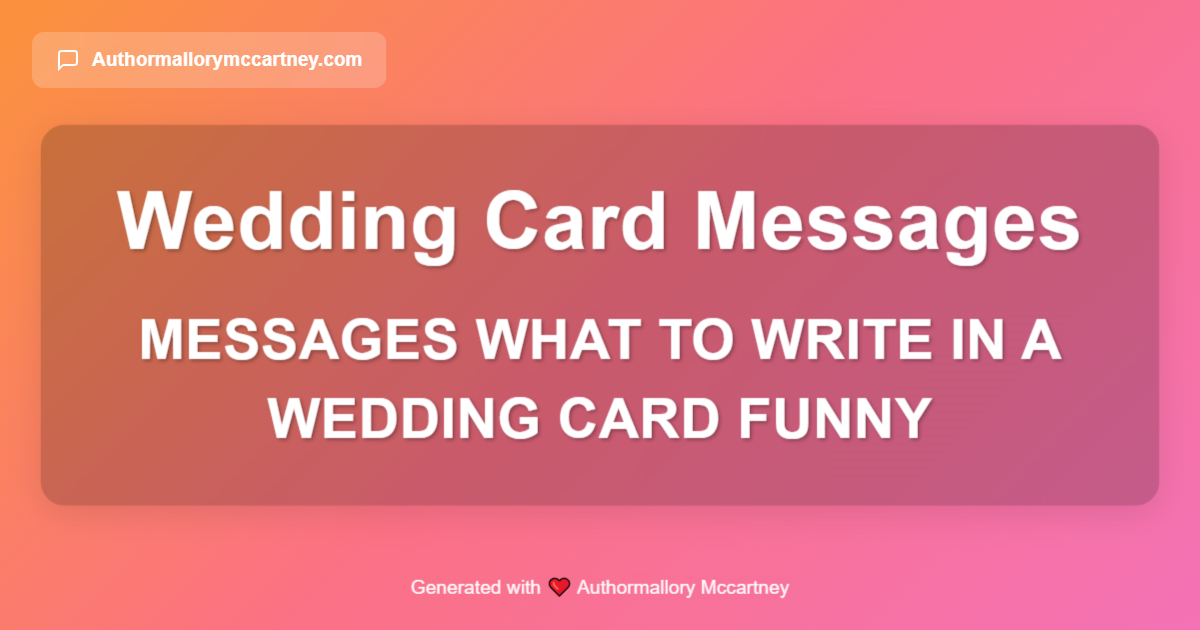 Authormallorymccartney.com
Wedding Card Messages
MESSAGES WHAT TO WRITE IN A
WEDDING CARD FUNNY
Generated with ❤️ Authormallory Mccartney